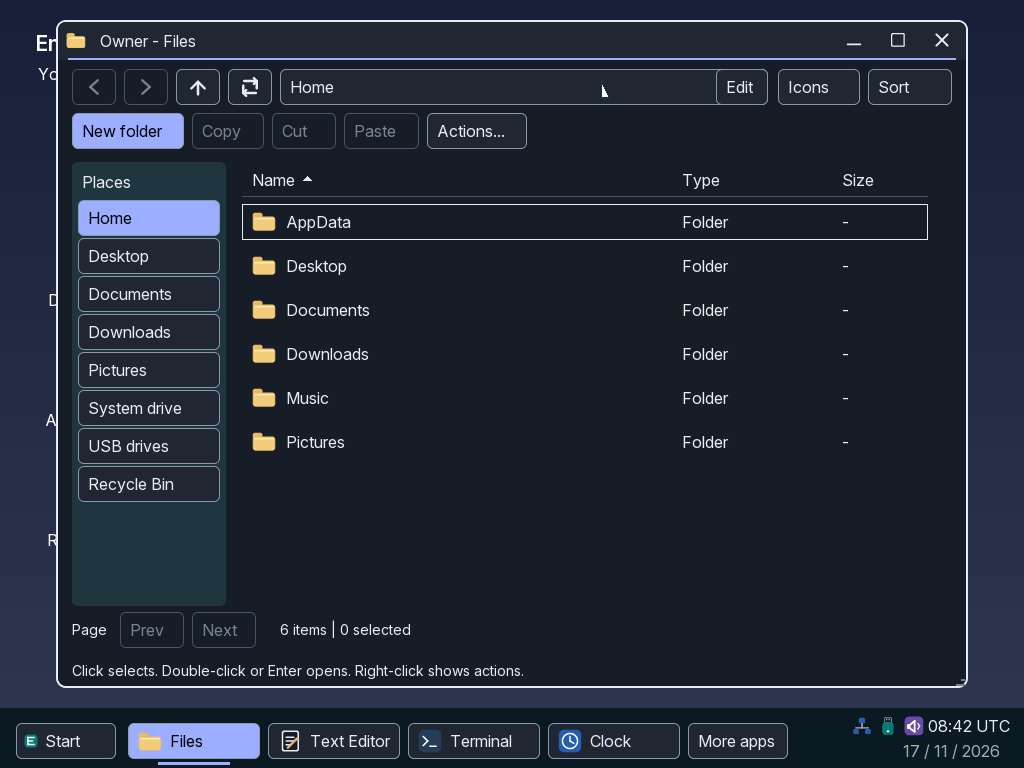 En
Yo
D
A
R
Owner - Files
Home
Edit
Icons
Sort
New folder
Copy
Cut
Paste
Actions...
Places
Home
Desktop
Documents
Downloads
Pictures
System drive
USB drives
Recycle Bin
Name Type Size
AppData Folder -
Desktop Folder -
Documents Folder -
Downloads Folder -
Music Folder -
Pictures Folder -
Page Prev Next 6 items | 0 selected
Click selects. Double-click or Enter opens. Right-click shows actions.
E Start
Files
Text Editor
Terminal
Clock
More apps
08:42 UTC
17 / 11 / 2026